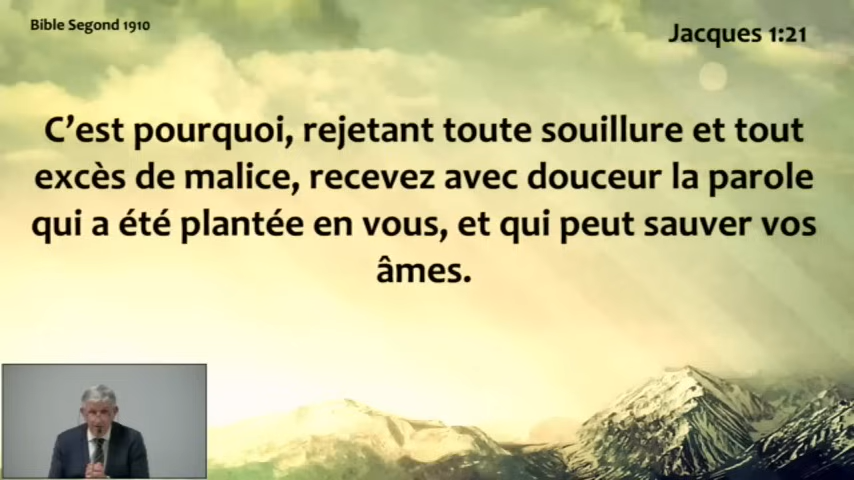 Bible Segond 1910
Jacques 1:21
C’est pourquoi, rejetant toute souillure et tout
excès de malice, recevez avec douceur la parole
qui a été plantée en vous, et qui peut sauver vos
âmes.